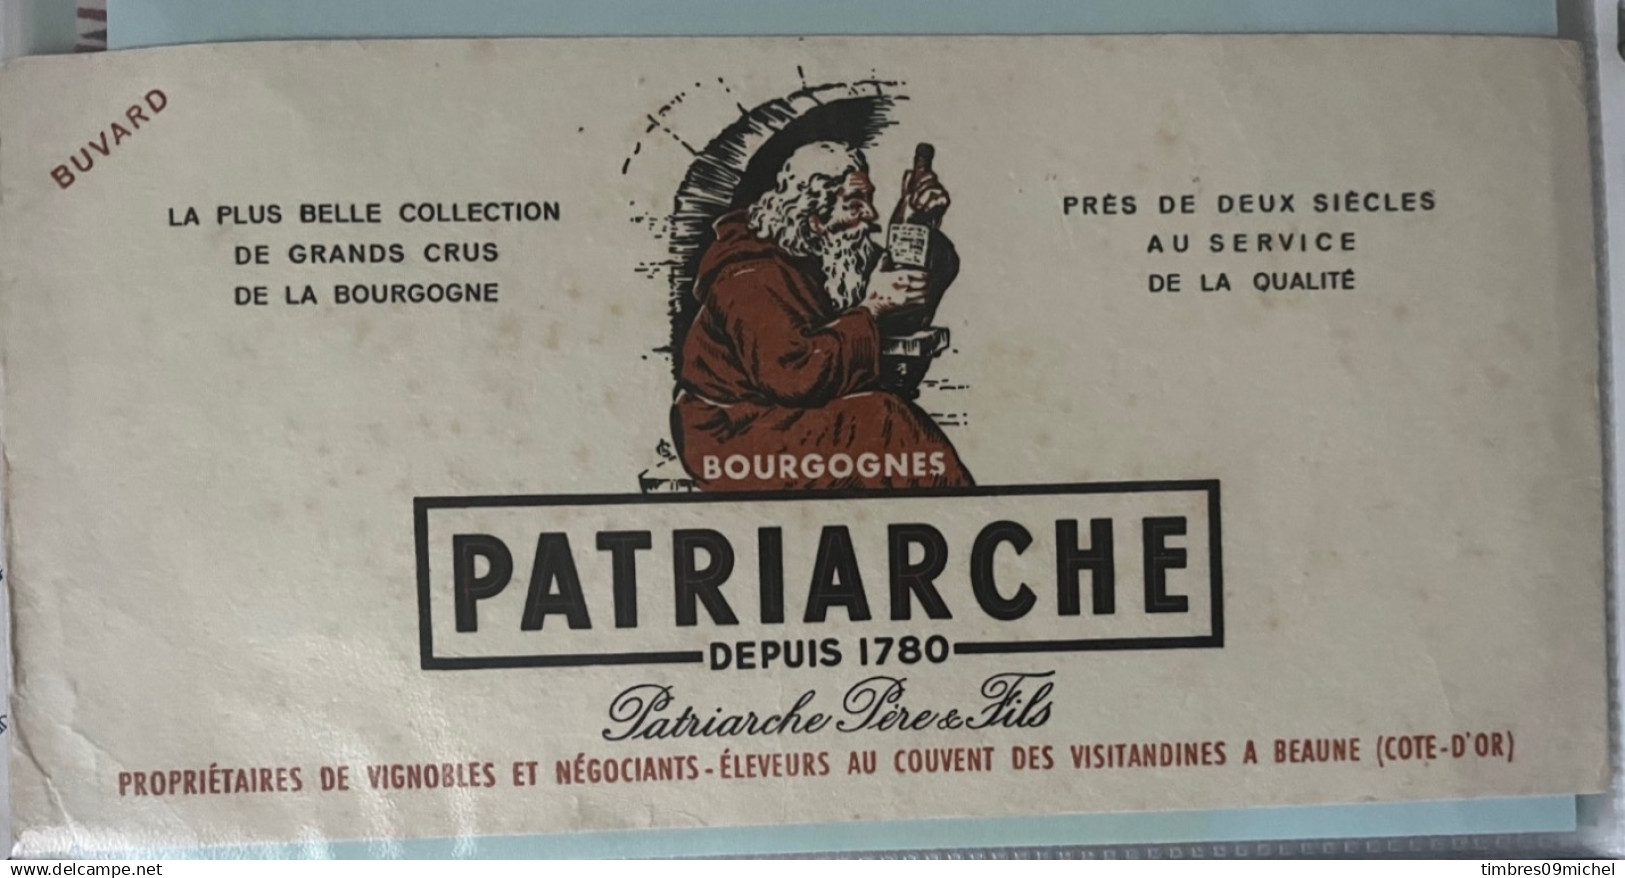 BUVARD
LA PLUS BELLE COLLECTION
DE GRANDS CRUS
DE LA BOURGOGNE
PRÈS DE DEUX SIÈCLES
AU SERVICE
DE LA QUALITÉ
BOURGOGNES
PATRIARCHE
DEPUIS 1780
Patriarche Père & Fils
PROPRIÉTAIRES DE VIGNOBLES ET NÉGOCIANTS-ÉLEVEURS AU COUVENT DES VISITANDINES A BEAUNE (COTE-D'OR)
delcampe.net
timbres09michel